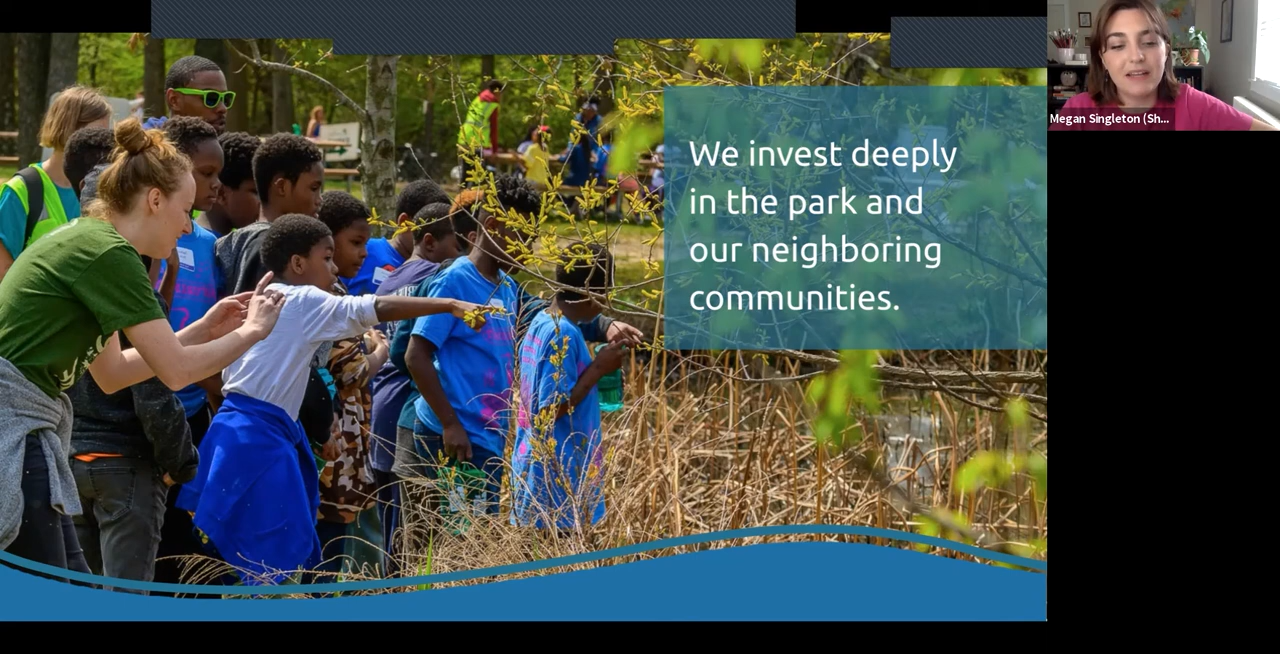 We invest deeply
in the park and
our neighboring
communities.
Megan Singleton (Sh...